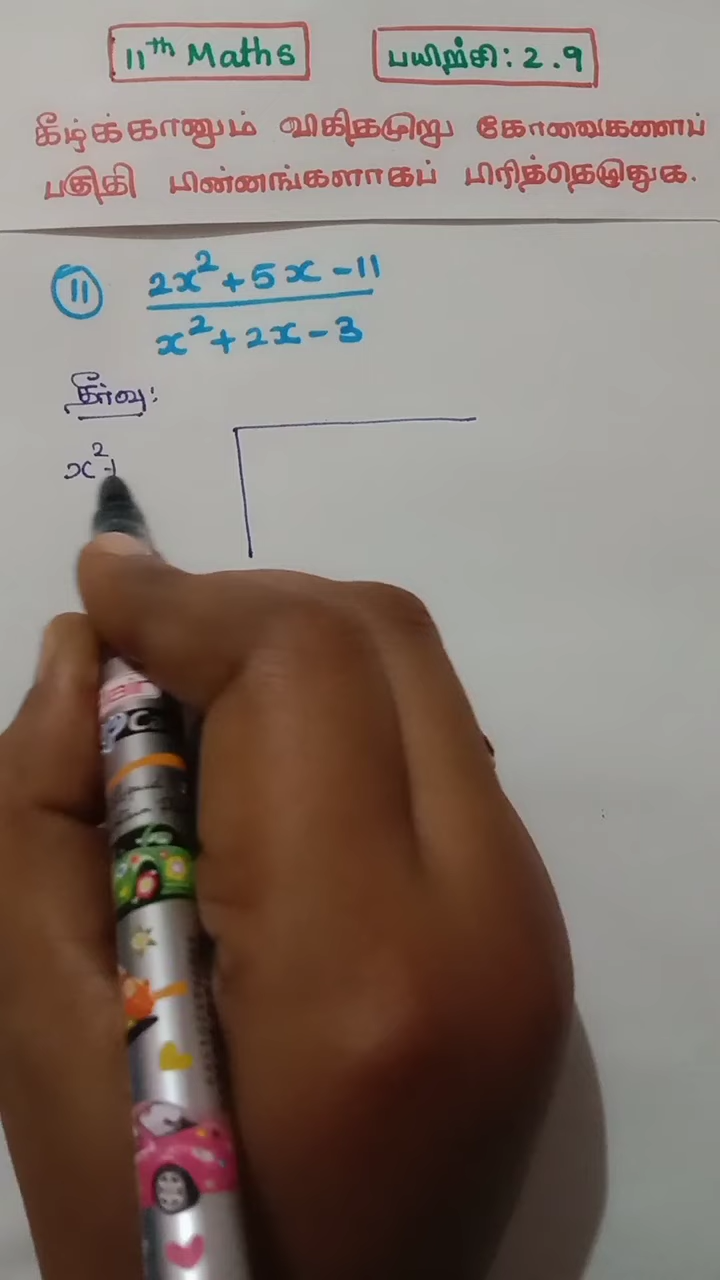 11th Maths
பயிற்சி: 2.9
கீழ்க்கானும் விகிதமுறு கோவைகளைப்
பகுதி பின்னங்களாகப் பிரித்தெழுதுக.
11 2x²+5x-11
x²+2x-3
தீர்வு:
x²+